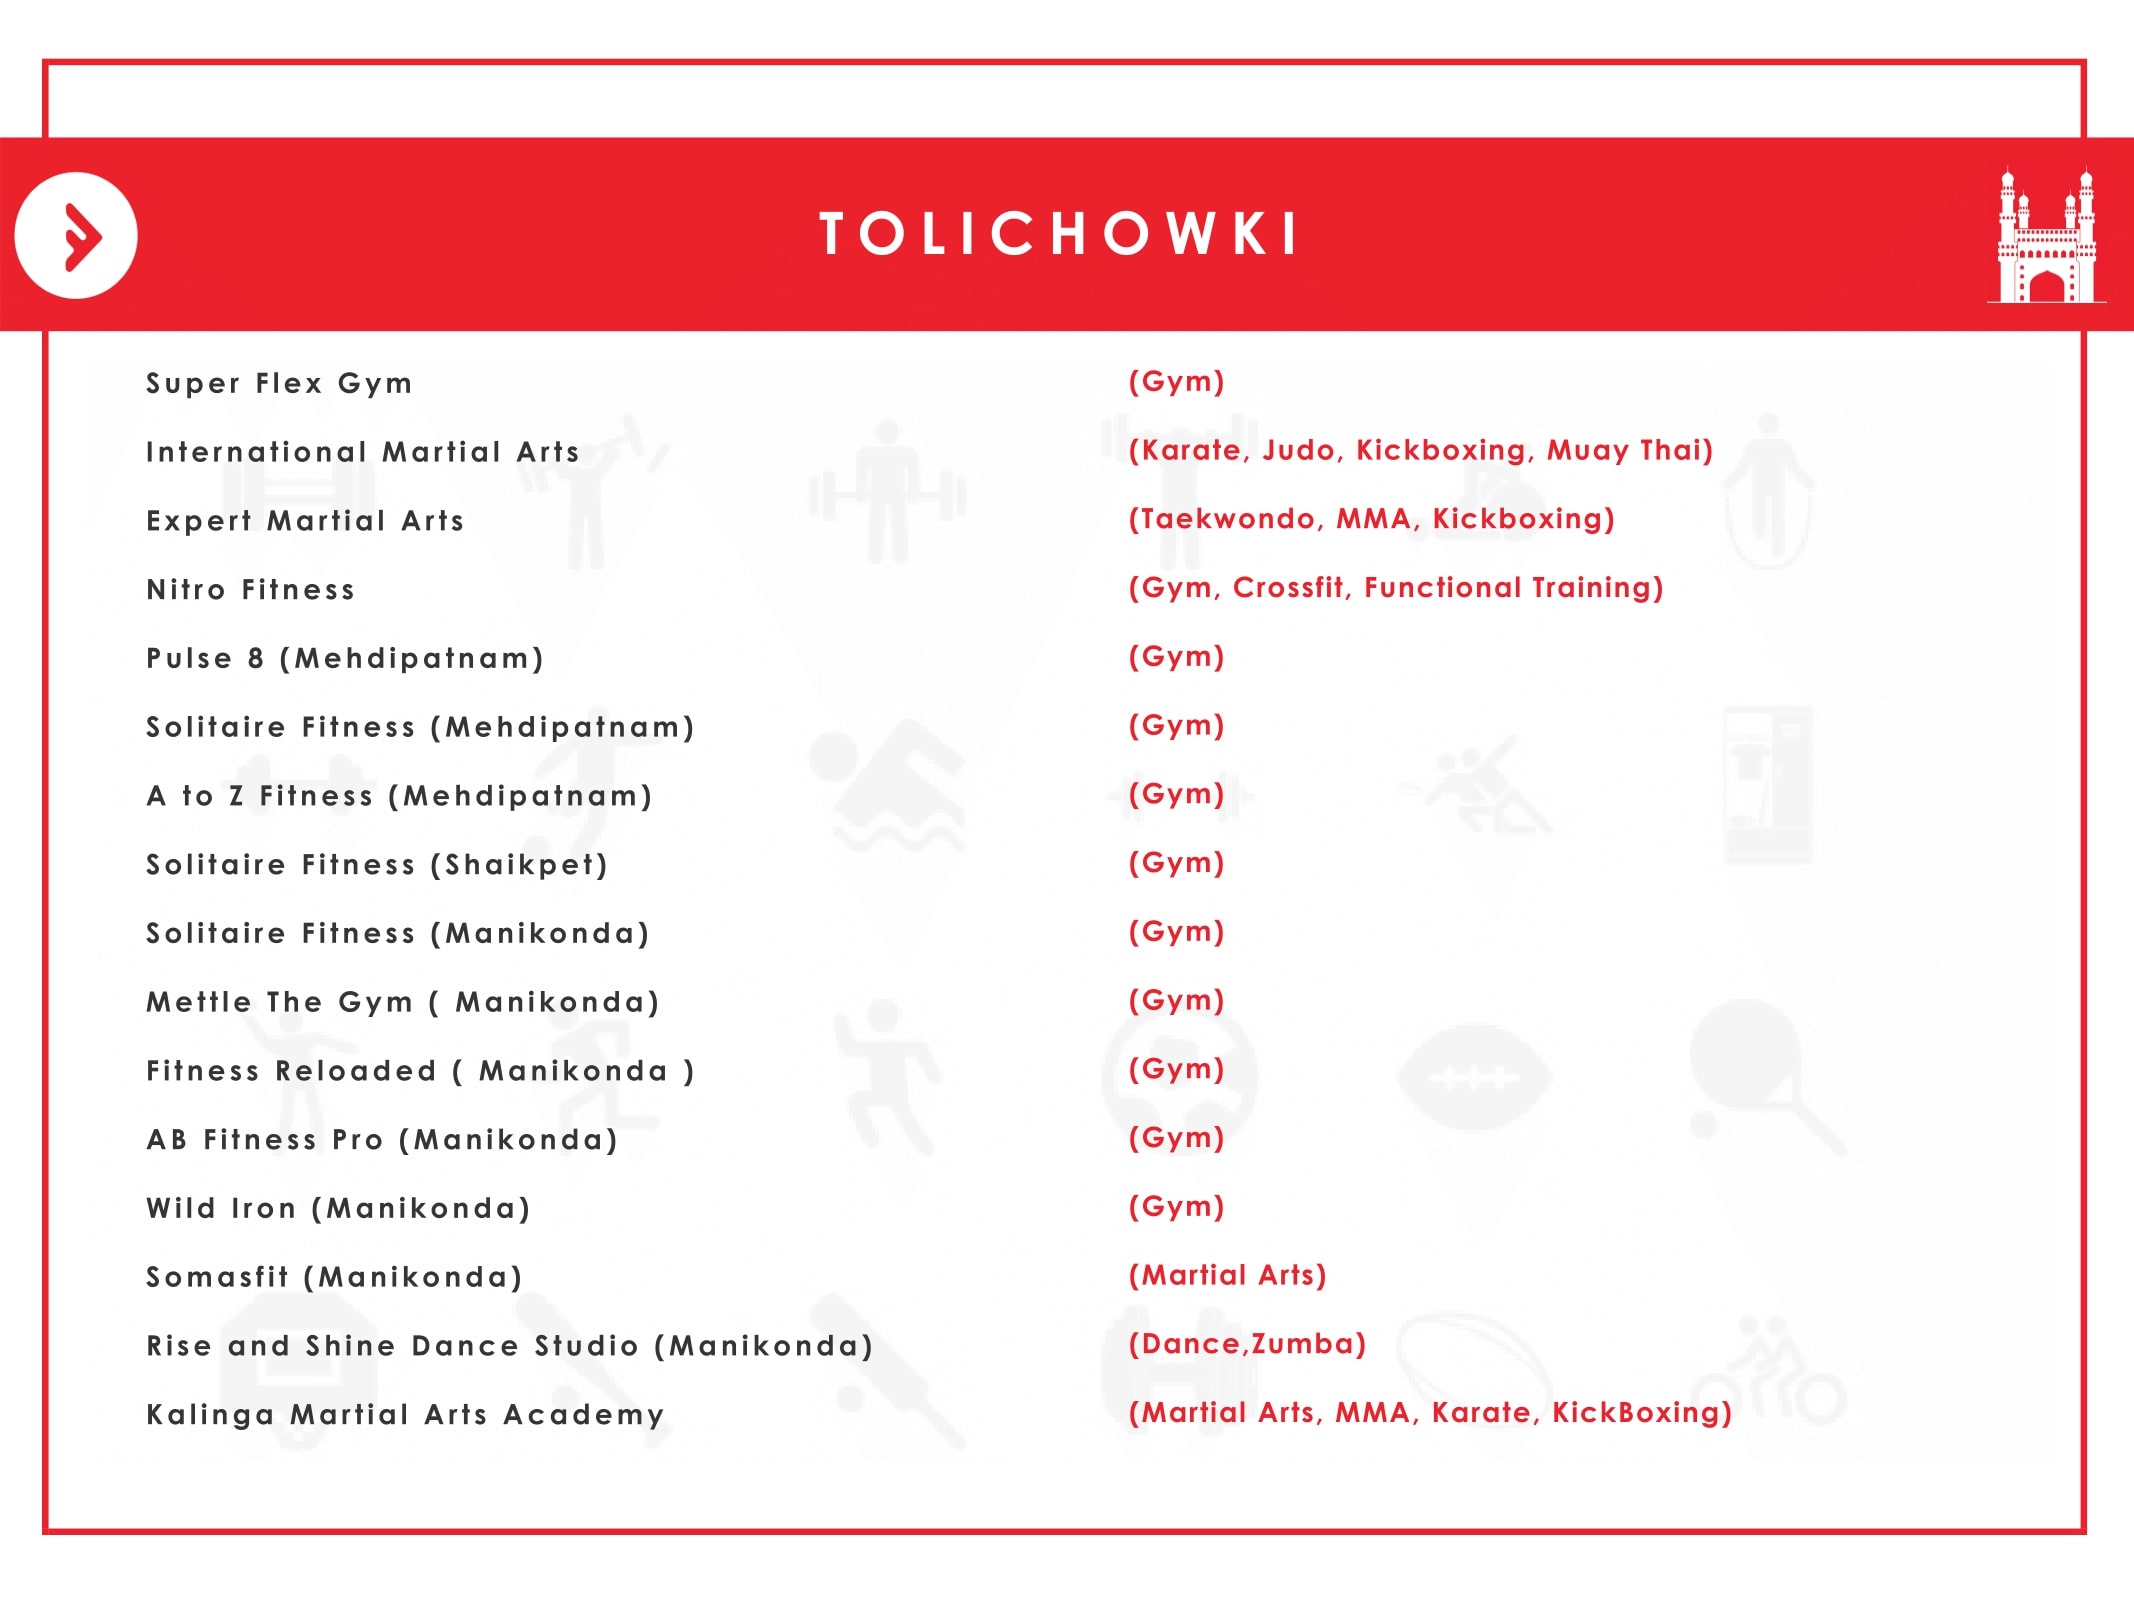 TOLICHOWKI
Super Flex Gym (Gym)
International Martial Arts (Karate, Judo, Kickboxing, Muay Thai)
Expert Martial Arts (Taekwondo, MMA, Kickboxing)
Nitro Fitness (Gym, Crossfit, Functional Training)
Pulse 8 (Mehdipatnam) (Gym)
Solitaire Fitness (Mehdipatnam) (Gym)
A to Z Fitness (Mehdipatnam) (Gym)
Solitaire Fitness (Shaikpet) (Gym)
Solitaire Fitness (Manikonda) (Gym)
Mettle The Gym ( Manikonda) (Gym)
Fitness Reloaded ( Manikonda ) (Gym)
AB Fitness Pro (Manikonda) (Gym)
Wild Iron (Manikonda) (Gym)
Somasfit (Manikonda) (Martial Arts)
Rise and Shine Dance Studio (Manikonda) (Dance,Zumba)
Kalinga Martial Arts Academy (Martial Arts, MMA, Karate, KickBoxing)